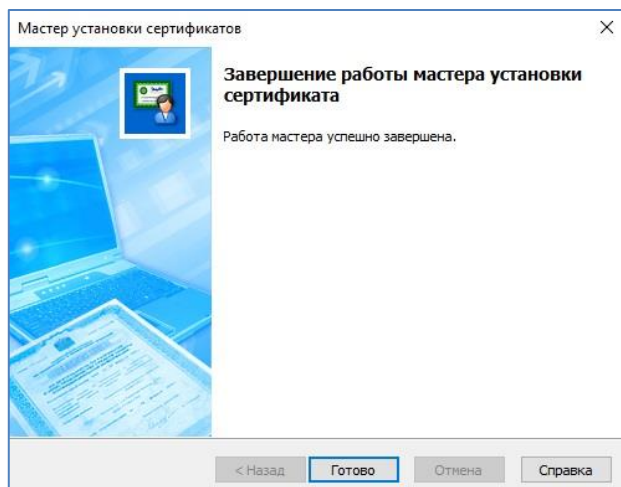 Мастер установки сертификатов
Завершение работы мастера установки
сертификата
Работа мастера успешно завершена.
< Назад
Готово
Отмена
Справка